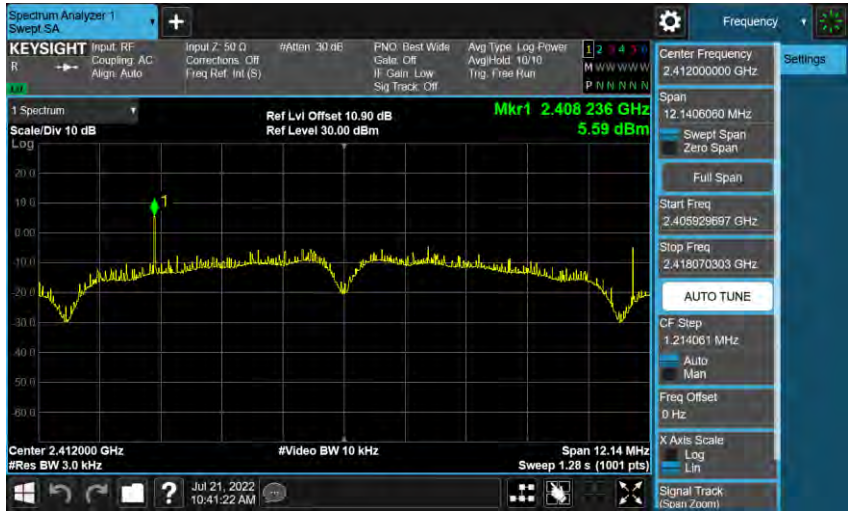 Spectrum Analyzer 1
Swept SA
+
Frequency
KEYSIGHT
R
Input: RF
Coupling: AC
Align: Auto
Input Z: 50 Ω
Corrections: Off
Freq Ref: Int (S)
#Atten: 30 dB
PNO: Best Wide
Gate: Off
IF Gain: Low
Sig Track: Off
Avg Type: Log-Power
Avg|Hold: 10/10
Trig: Free Run
1 2 3 4 5 6
M W W W W W
P N N N N N
1 Spectrum
Scale/Div 10 dB
Log
Ref Lvl Offset 10.90 dB
Ref Level 30.00 dBm
Mkr1 2.408 236 GHz
5.59 dBm
20.0
10.0
0.00
-10.0
-20.0
-30.0
-40.0
-50.0
-60.0
1
Center 2.412000 GHz
#Res BW 3.0 kHz
#Video BW 10 kHz
Span 12.14 MHz
Sweep 1.28 s (1001 pts)
Center Frequency
2.412000000 GHz
Settings
Span
12.1406060 MHz
Swept Span
Zero Span
Full Span
Start Freq
2.405929697 GHz
Stop Freq
2.418070303 GHz
AUTO TUNE
CF Step
1.214061 MHz
Auto
Man
Freq Offset
0 Hz
X Axis Scale
Log
Lin
Signal Track
(Span Zoom)
?
Jul 21, 2022
10:41:22 AM